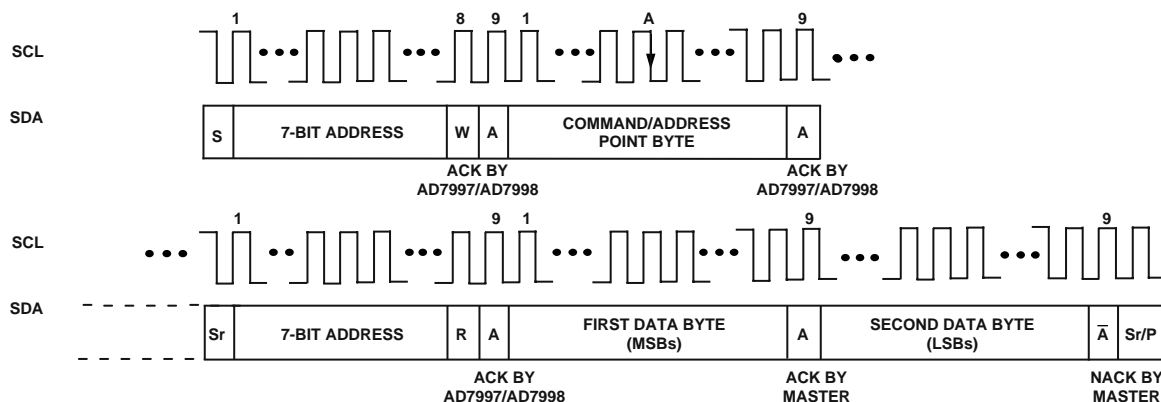 1 8 9 1 A 9
SCL
SDA
S 7-BIT ADDRESS W A COMMAND/ADDRESS POINT BYTE A
ACK BY AD7997/AD7998
ACK BY AD7997/AD7998
1 9 1 9 9
SCL
SDA
Sr 7-BIT ADDRESS R A FIRST DATA BYTE (MSBs) A SECOND DATA BYTE (LSBs) A̅ Sr/P
ACK BY AD7997/AD7998
ACK BY MASTER
NACK BY MASTER